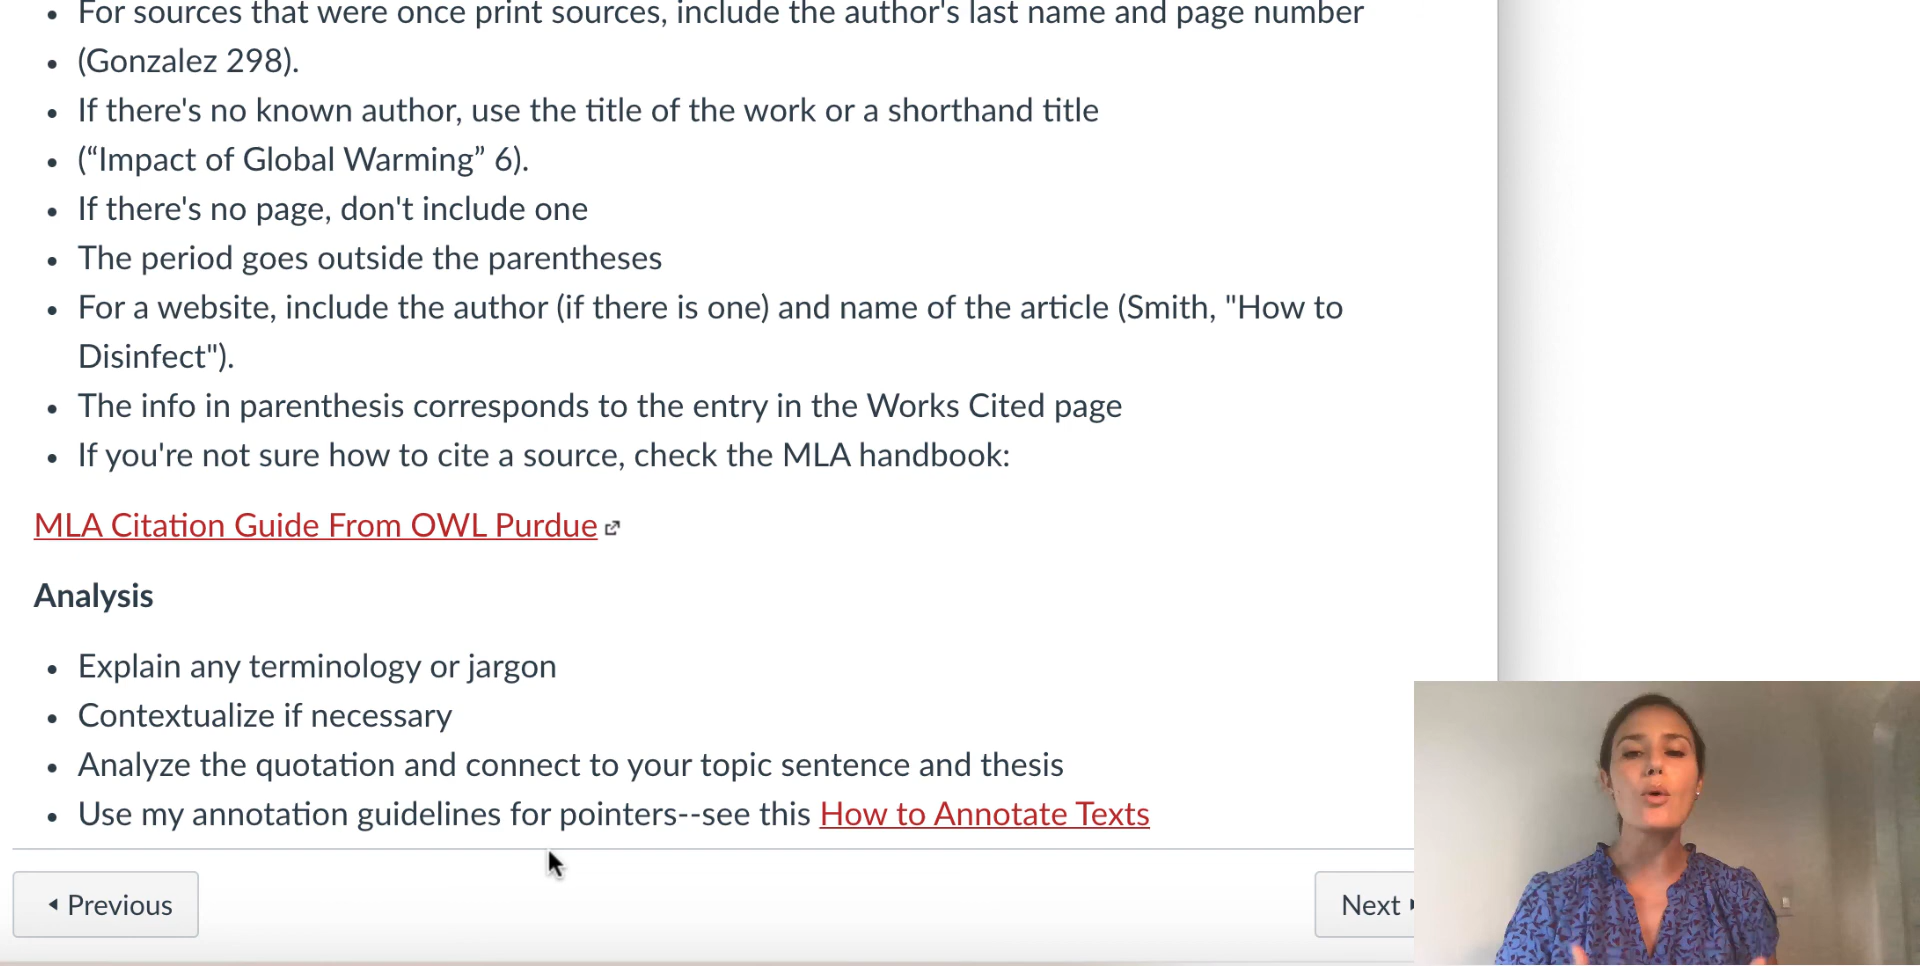 For sources that were once print sources, include the author's last name and page number
(Gonzalez 298).
If there's no known author, use the title of the work or a shorthand title
(“Impact of Global Warming” 6).
If there's no page, don't include one
The period goes outside the parentheses
For a website, include the author (if there is one) and name of the article (Smith, "How to
Disinfect").
The info in parenthesis corresponds to the entry in the Works Cited page
If you're not sure how to cite a source, check the MLA handbook:
MLA Citation Guide From OWL Purdue
Analysis
Explain any terminology or jargon
Contextualize if necessary
Analyze the quotation and connect to your topic sentence and thesis
Use my annotation guidelines for pointers--see this How to Annotate Texts
Previous
Next